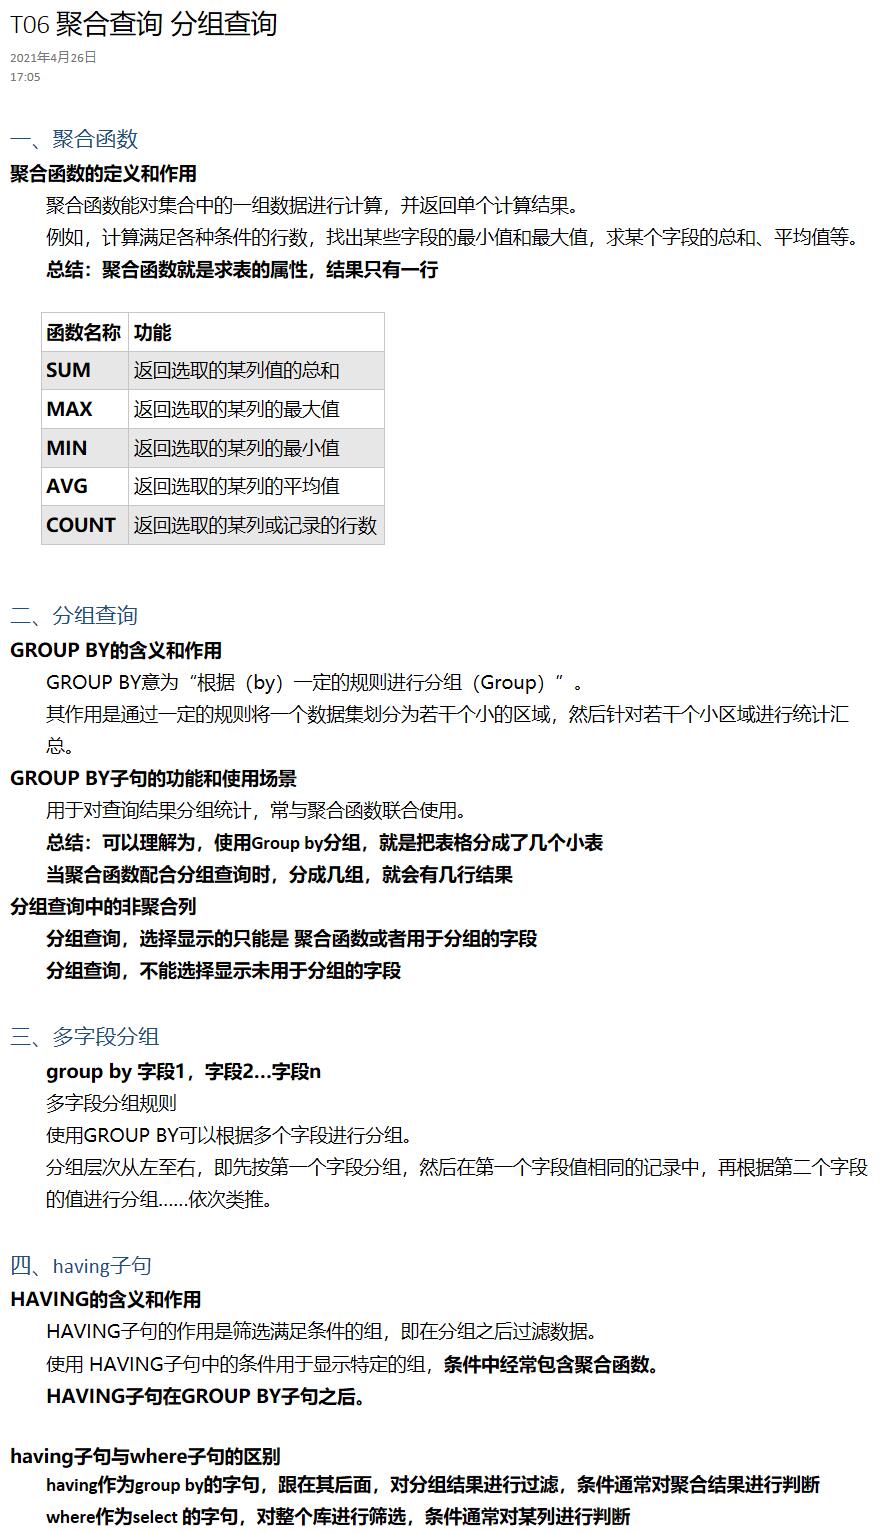 T06 聚合查询 分组查询
2021年4月26日
17:05
一、聚合函数
聚合函数的定义和作用
聚合函数能对集合中的一组数据进行计算，并返回单个计算结果。
例如，计算满足各种条件的行数，找出某些字段的最小值和最大值，求某个字段的总和、平均值等。
总结：聚合函数就是求表的属性，结果只有一行
函数名称 功能
SUM 返回选取的某列值的总和
MAX 返回选取的某列的最大值
MIN 返回选取的某列的最小值
AVG 返回选取的某列的平均值
COUNT 返回选取的某列或记录的行数
二、分组查询
GROUP BY的含义和作用
GROUP BY意为“根据（by）一定的规则进行分组（Group）”。
其作用是通过一定的规则将一个数据集划分为若干个小的区域，然后针对若干个小区域进行统计汇
总。
GROUP BY子句的功能和使用场景
用于对查询结果分组统计，常与聚合函数联合使用。
总结：可以理解为，使用Group by分组，就是把表格分成了几个小表
当聚合函数配合分组查询时，分成几组，就会有几行结果
分组查询中的非聚合列
分组查询，选择显示的只能是 聚合函数或者用于分组的字段
分组查询，不能选择显示未用于分组的字段
三、多字段分组
group by 字段1，字段2...字段n
多字段分组规则
使用GROUP BY可以根据多个字段进行分组。
分组层次从左至右，即先按第一个字段分组，然后在第一个字段值相同的记录中，再根据第二个字段
的值进行分组......依次类推。
四、having子句
HAVING的含义和作用
HAVING子句的作用是筛选满足条件的组，即在分组之后过滤数据。
使用 HAVING子句中的条件用于显示特定的组，条件中经常包含聚合函数。
HAVING子句在GROUP BY子句之后。
having子句与where子句的区别
having作为group by的字句，跟在其后面，对分组结果进行过滤，条件通常对聚合结果进行判断
where作为select 的字句，对整个库进行筛选，条件通常对某列进行判断